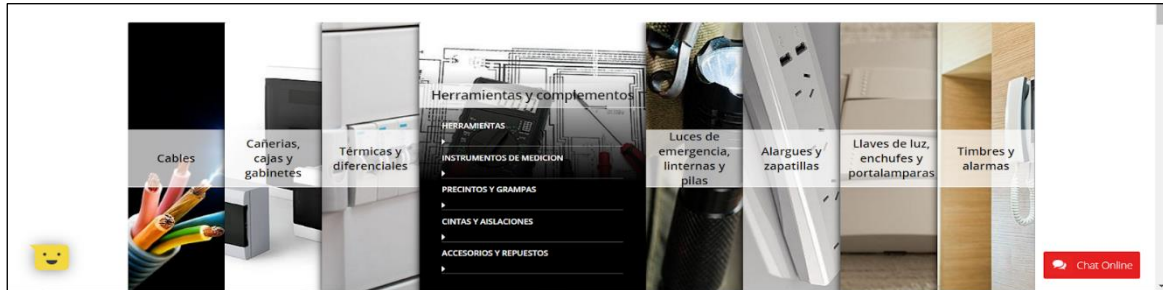 Cables
Cañerias,
cajas y
gabinetes
Térmicas y
diferenciales
Herramientas y complementos
HERRAMIENTAS
INSTRUMENTOS DE MEDICION
PRECINTOS Y GRAMPAS
CINTAS Y AISLACIONES
ACCESORIOS Y REPUESTOS
Luces de
emergencia,
linternas y
pilas
Alargues y
zapatillas
Llaves de luz,
enchufes y
portalamparas
Timbres y
alarmas
Chat Online